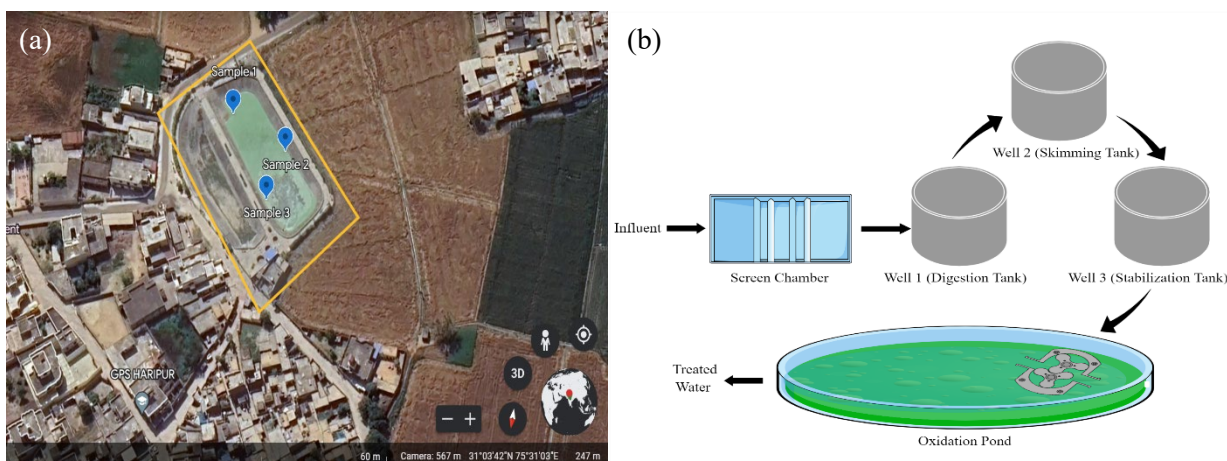 (a)
Sample 1
Sample 2
Sample 3
ent
GPS HARIPUR
3D
60 m Camera: 567 m 31°03'42"N 75°31'03"E 247 m
(b)
Well 2 (Skimming Tank)
Influent
Screen Chamber
Well 1 (Digestion Tank)
Well 3 (Stabilization Tank)
Treated
Water
Oxidation Pond